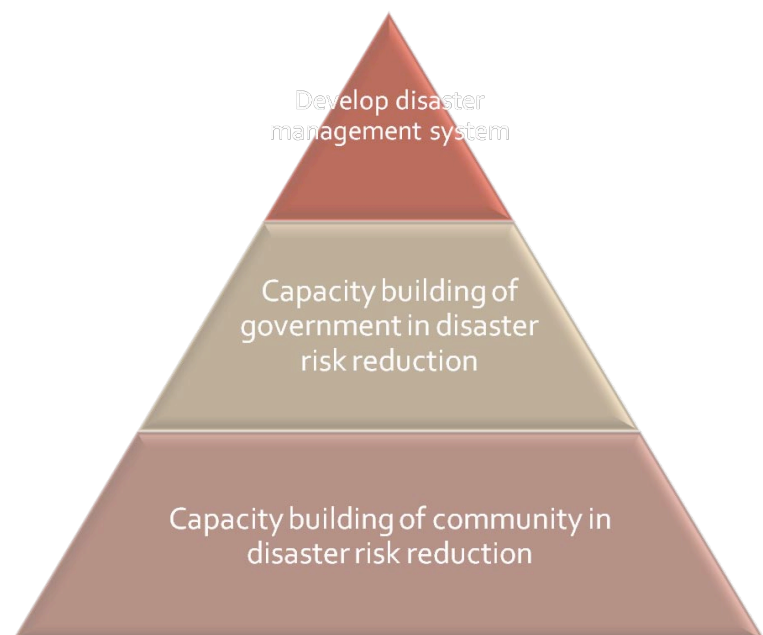 Develop disaster
management system
Capacity building of
government in disaster
risk reduction
Capacity building of community in
disaster risk reduction